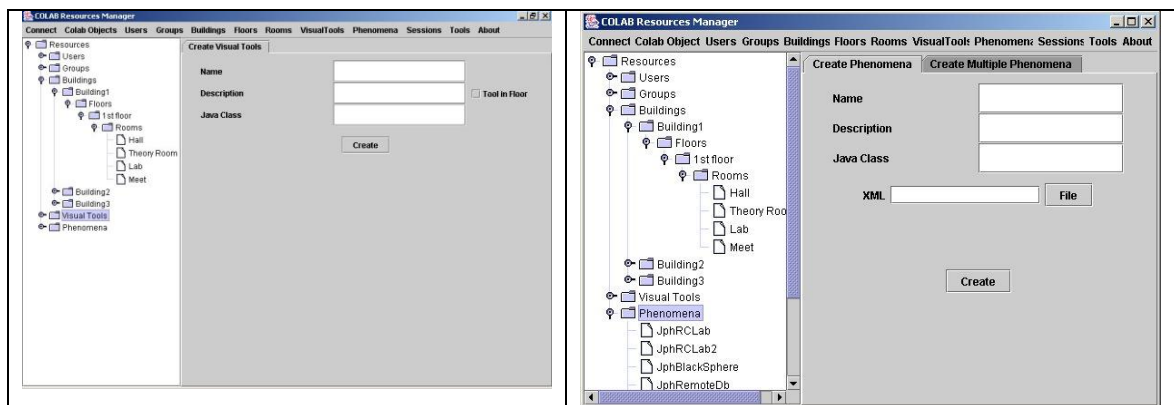 COLAB Resources Manager
Connect Colab Objects Users Groups Buildings Floors Rooms VisualTools Phenomena Sessions Tools About
Resources
Users
Groups
Buildings
Building1
Floors
1st floor
Rooms
Hall
Theory Room
Lab
Meet
Building2
Building3
Visual Tools
Phenomena
Create Visual Tools
Name
Description
Tool in Floor
Java Class
Create
COLAB Resources Manager
Connect Colab Object Users Groups Buildings Floors Rooms VisualTools Phenomena Sessions Tools About
Resources
Users
Groups
Buildings
Building1
Floors
1st floor
Rooms
Hall
Theory Roo
Lab
Meet
Building2
Building3
Visual Tools
Phenomena
JphRCLab
JphRCLab2
JphBlackSphere
JphRemoteDb
Create Phenomena Create Multiple Phenomena
Name
Description
Java Class
XML File
Create